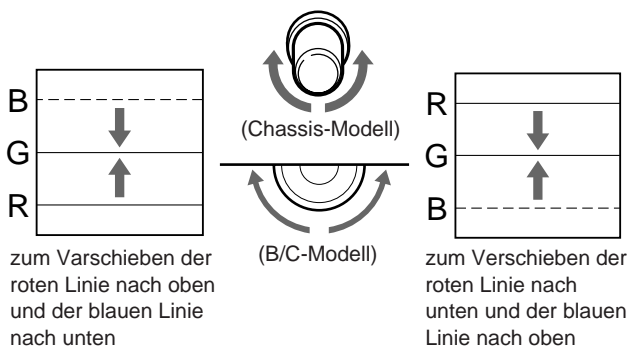 B
G
R
zum Varschieben der
roten Linie nach oben
und der blauen Linie
nach unten
(Chassis-Modell)
(B/C-Modell)
R
G
B
zum Verschieben der
roten Linie nach
unten und der blauen
Linie nach oben